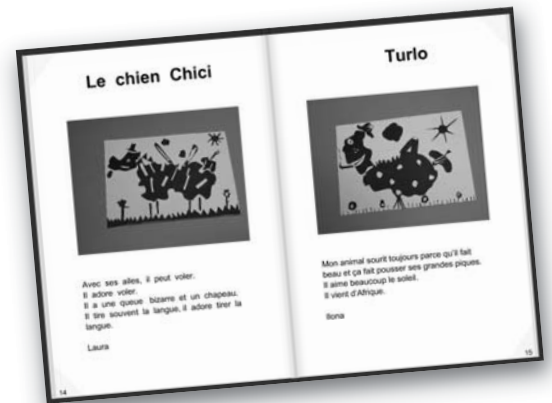 Le chien Chici
Avec ses ailes, il peut voler.
Il adore voler.
Il a une queue bizarre et un chapeau.
Il tire souvent la langue, il adore tirer la
langue.
Laura
14
Turlo
Mon animal sourit toujours parce qu'il fait
beau et ça fait pousser ses grandes piques.
Il aime beaucoup le soleil.
Il vient d'Afrique.
Ilona
15